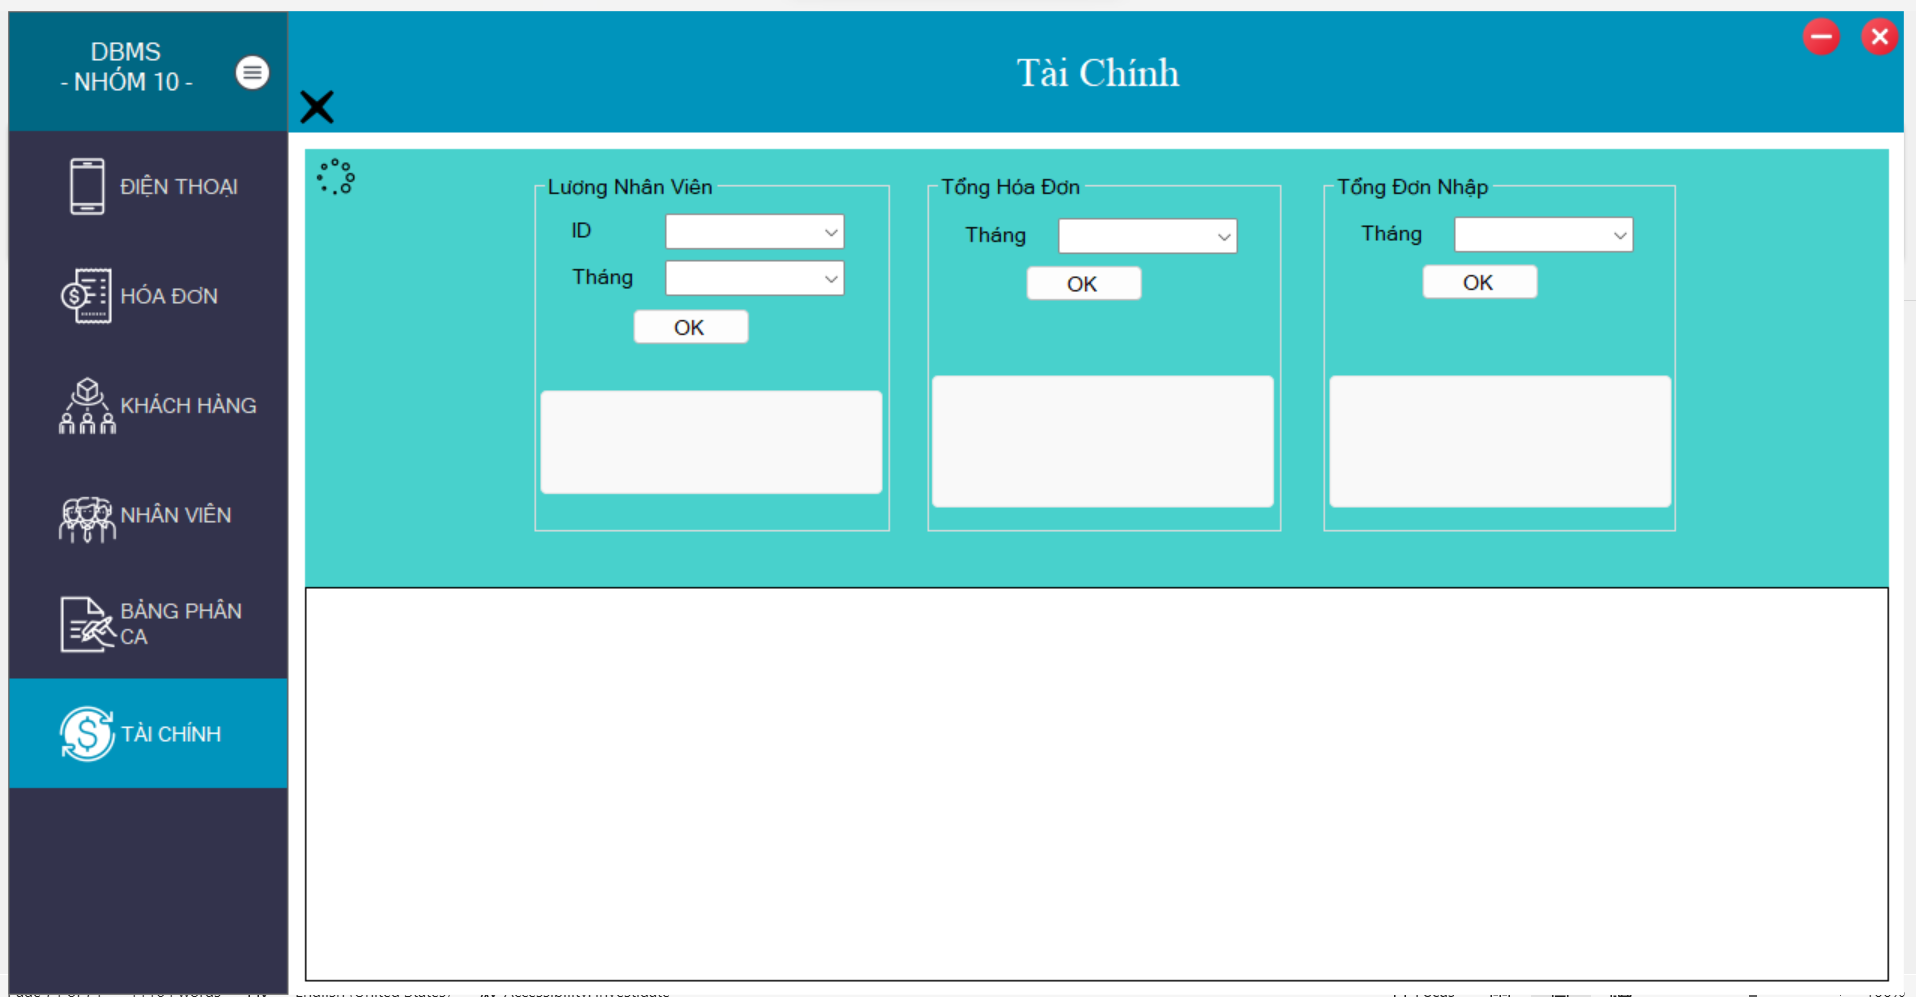 DBMS
- NHÓM 10 -
Tài Chính
ĐIỆN THOẠI
HÓA ĐƠN
KHÁCH HÀNG
NHÂN VIÊN
BẢNG PHÂN
CA
TÀI CHÍNH
Lương Nhân Viên
ID
Tháng
OK
Tổng Hóa Đơn
Tháng
OK
Tổng Đơn Nhập
Tháng
OK